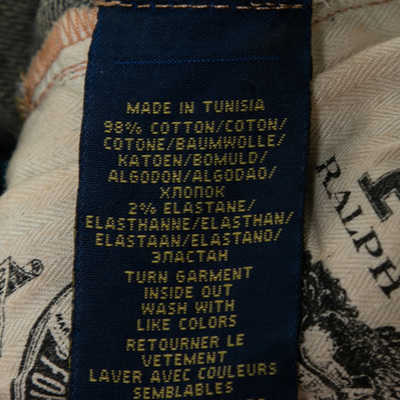 MADE IN TUNISIA
98% COTTON/COTON/
COTONE/BAUMWOLLE/
KATOEN/BOMULD/
ALGODON/ALGODAO/
ХЛОПОК
2% ELASTANE/
ELASTHANNE/ELASTHAN/
ELASTAAN/ELASTANO/
ЭЛАСТАН
TURN GARMENT
INSIDE OUT
WASH WITH
LIKE COLORS
RETOURNER LE
VETEMENT
LAVER AVEC COULEURS
SEMBLABLES
RALPH
FOR